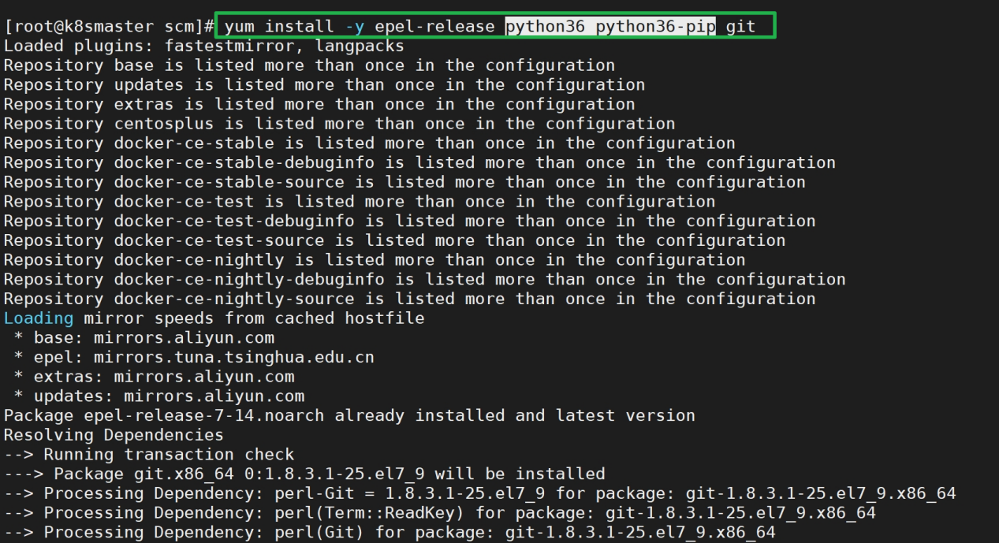 [root@k8smaster scm]# yum install -y epel-release python36 python36-pip git
Loaded plugins: fastestmirror, langpacks
Repository base is listed more than once in the configuration
Repository updates is listed more than once in the configuration
Repository extras is listed more than once in the configuration
Repository centosplus is listed more than once in the configuration
Repository docker-ce-stable is listed more than once in the configuration
Repository docker-ce-stable-debuginfo is listed more than once in the configuration
Repository docker-ce-stable-source is listed more than once in the configuration
Repository docker-ce-test is listed more than once in the configuration
Repository docker-ce-test-debuginfo is listed more than once in the configuration
Repository docker-ce-test-source is listed more than once in the configuration
Repository docker-ce-nightly is listed more than once in the configuration
Repository docker-ce-nightly-debuginfo is listed more than once in the configuration
Repository docker-ce-nightly-source is listed more than once in the configuration
Loading mirror speeds from cached hostfile
 * base: mirrors.aliyun.com
 * epel: mirrors.tuna.tsinghua.edu.cn
 * extras: mirrors.aliyun.com
 * updates: mirrors.aliyun.com
Package epel-release-7-14.noarch already installed and latest version
Resolving Dependencies
--> Running transaction check
---> Package git.x86_64 0:1.8.3.1-25.el7_9 will be installed
--> Processing Dependency: perl-Git = 1.8.3.1-25.el7_9 for package: git-1.8.3.1-25.el7_9.x86_64
--> Processing Dependency: perl(Term::ReadKey) for package: git-1.8.3.1-25.el7_9.x86_64
--> Processing Dependency: perl(Git) for package: git-1.8.3.1-25.el7_9.x86_64